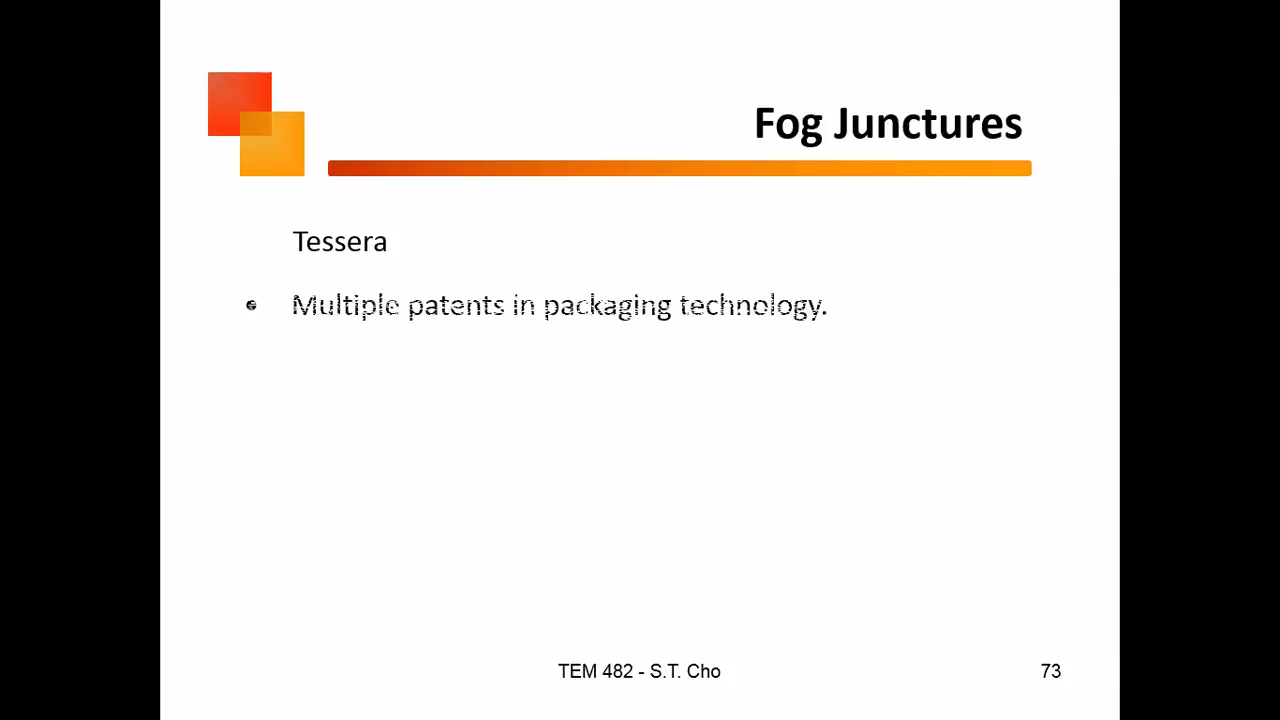 Fog Junctures
Tessera
• Multiple patents in packaging technology.
TEM 482 - S.T. Cho
73